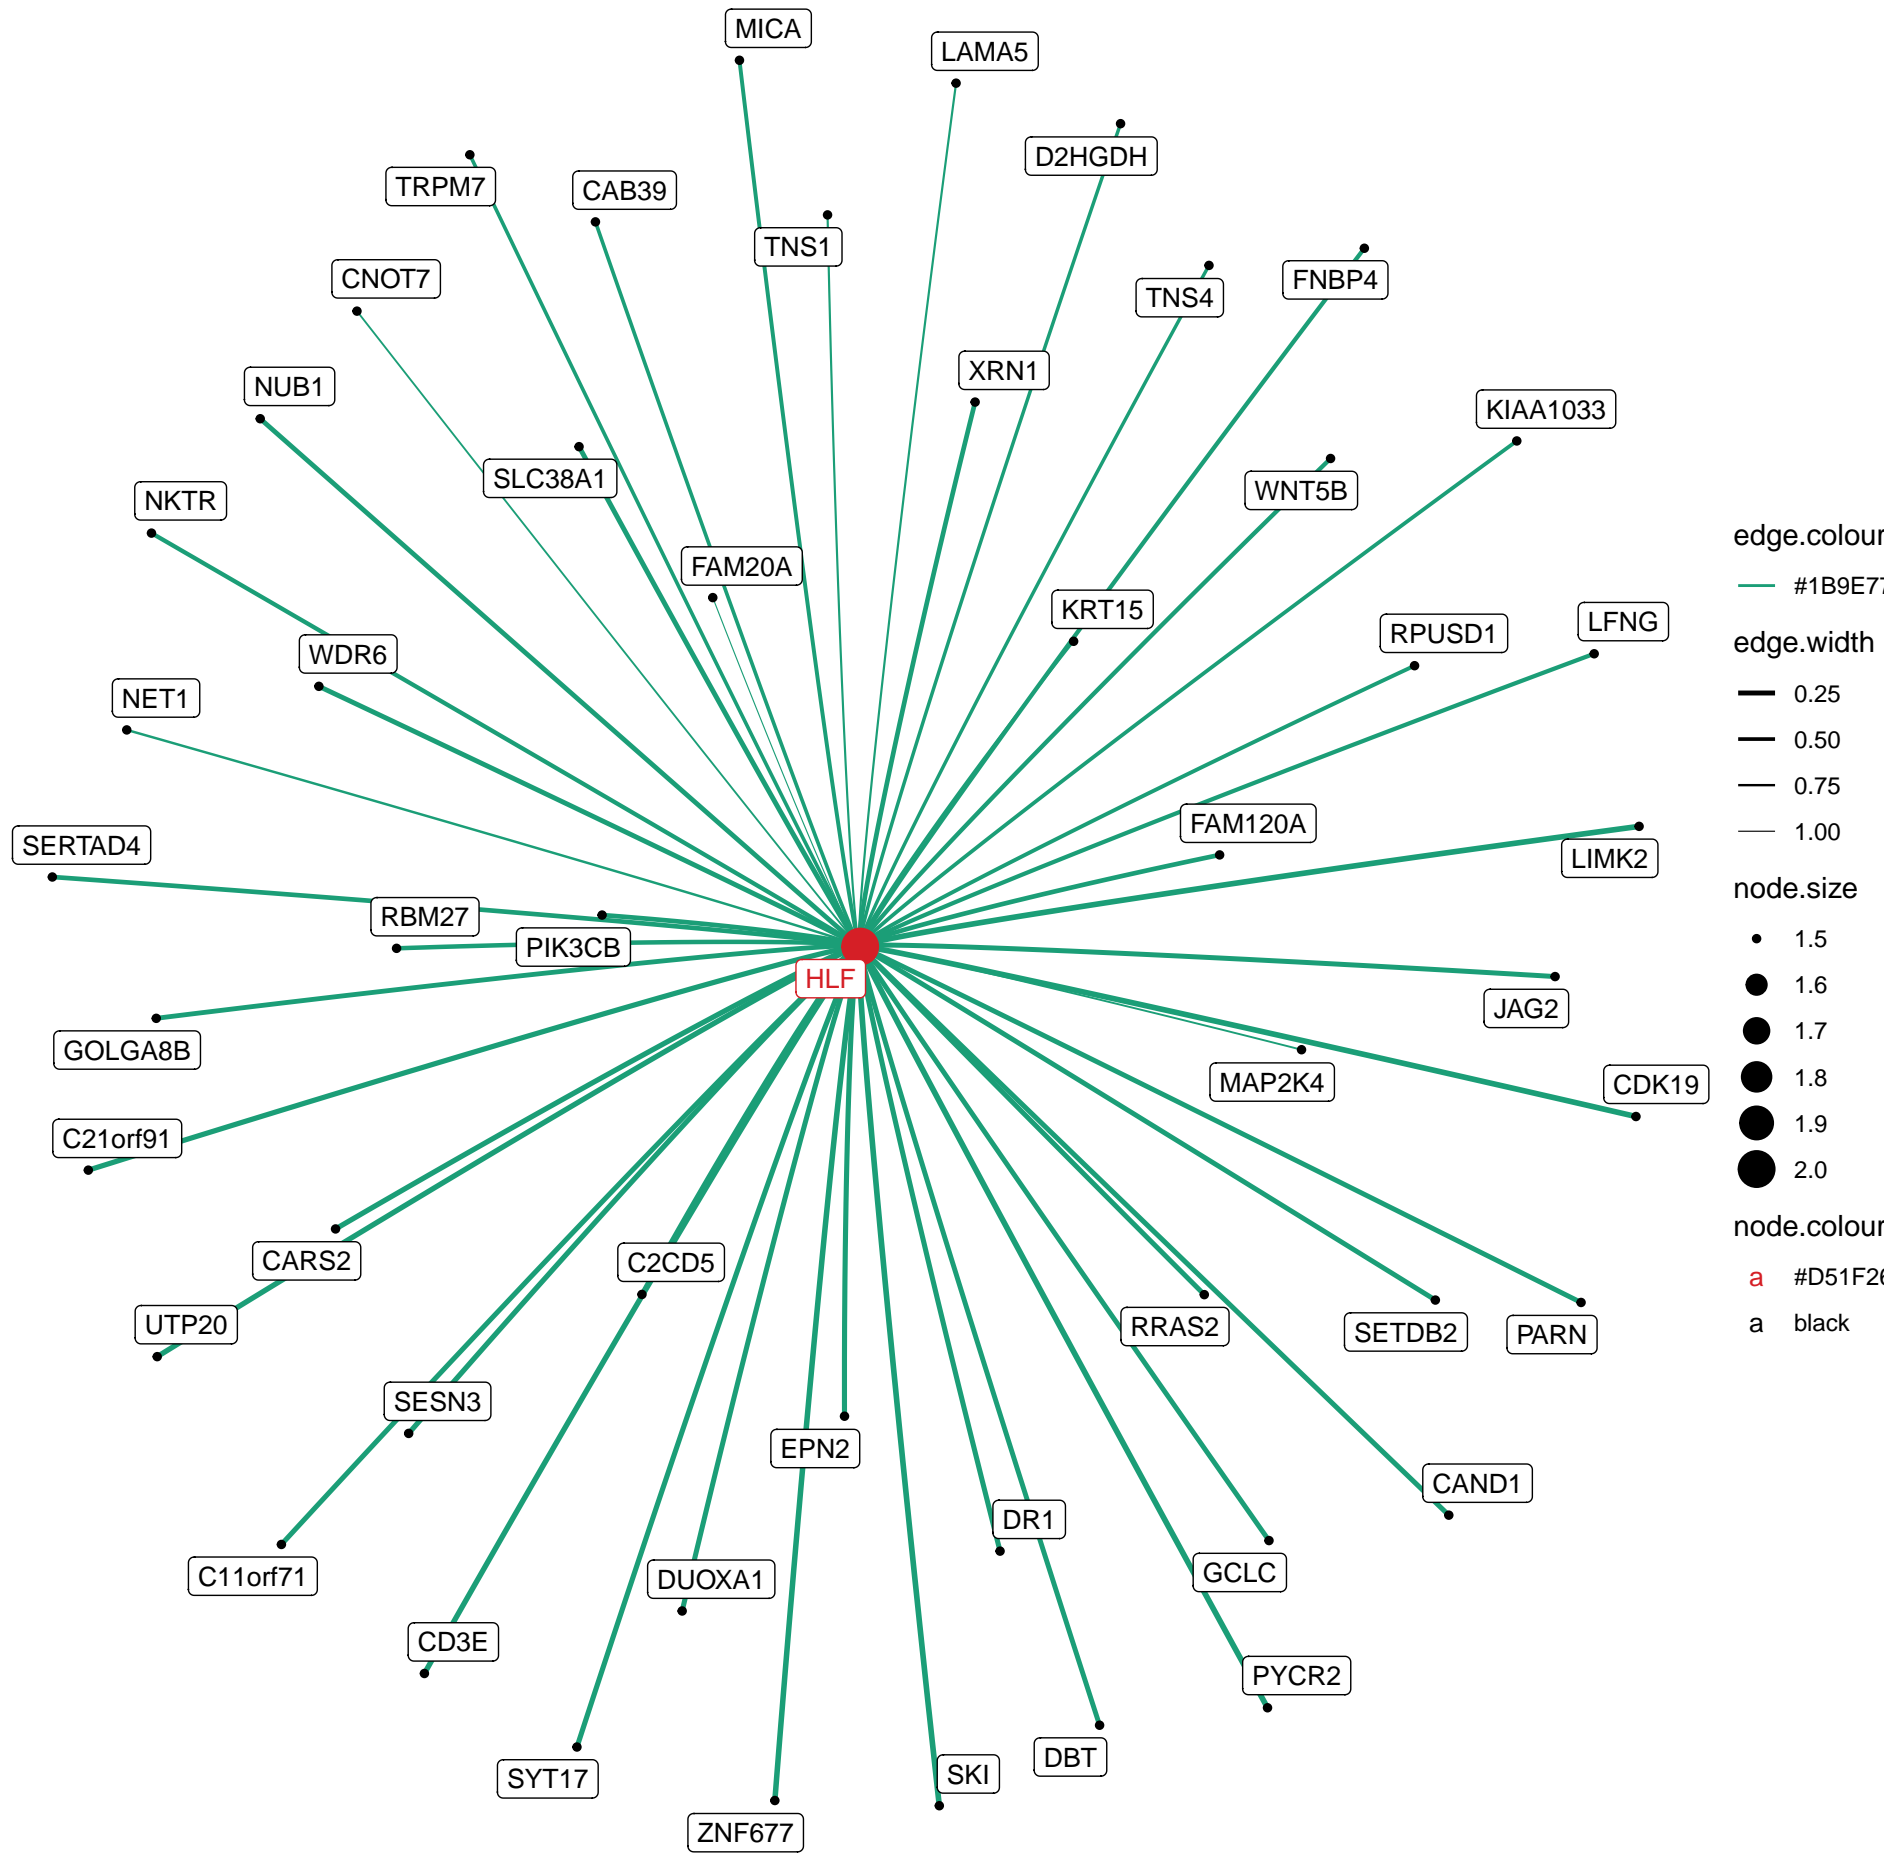 MICA
LAMA5
D2HGDH
TRPM7
CAB39
TNS1
CNOT7
TNS4
FNBP4
XRN1
NUB1
KIAA1033
SLC38A1
WNT5B
NKTR
FAM20A
KRT15
LFNG
RPUSD1
WDR6
NET1
FAM120A
SERTAD4
LIMK2
RBM27
PIK3CB
HLF
JAG2
GOLGA8B
MAP2K4
CDK19
C21orf91
CARS2
C2CD5
UTP20
RRAS2
SETDB2
PARN
SESN3
EPN2
CAND1
DR1
C11orf71
DUOXA1
GCLC
CD3E
PYCR2
DBT
SYT17
SKI
ZNF677
edge.colour
#1B9E77
edge.width
0.25
0.50
0.75
1.00
node.size
1.5
1.6
1.7
1.8
1.9
2.0
node.colour
a #D51F26
a black